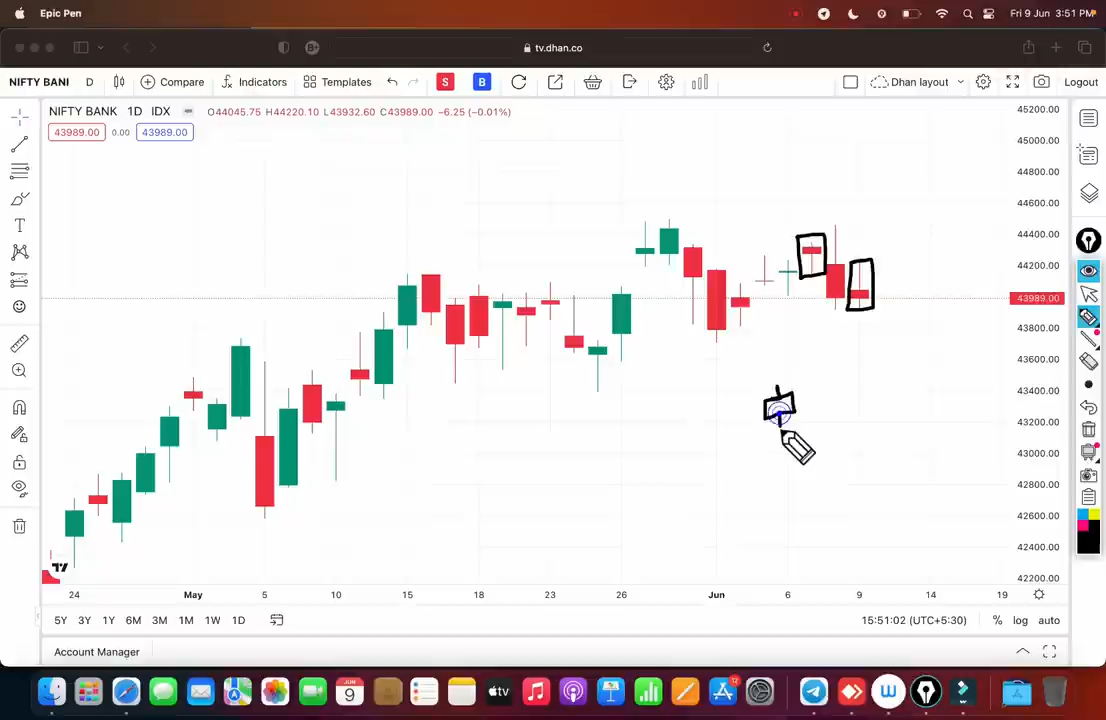 Epic Pen
Fri 9 Jun 3:51 PM
tv.dhan.co
NIFTY BANI D Compare Indicators Templates S B Dhan layout Logout
NIFTY BANK 1D IDX O44045.75 H44220.10 L43932.60 C43989.00 −6.25 (−0.01%)
43989.00 0.00 43989.00
45200.00
45000.00
44800.00
44600.00
44400.00
44200.00
43989.00
43800.00
43600.00
43400.00
43200.00
43000.00
42800.00
42600.00
42400.00
42200.00
24 May 5 10 15 18 23 26 Jun 6 9 14 19
5Y 3Y 1Y 6M 3M 1M 1W 1D 15:51:02 (UTC+5:30) % log auto
Account Manager
JUN
9
tv
12
W